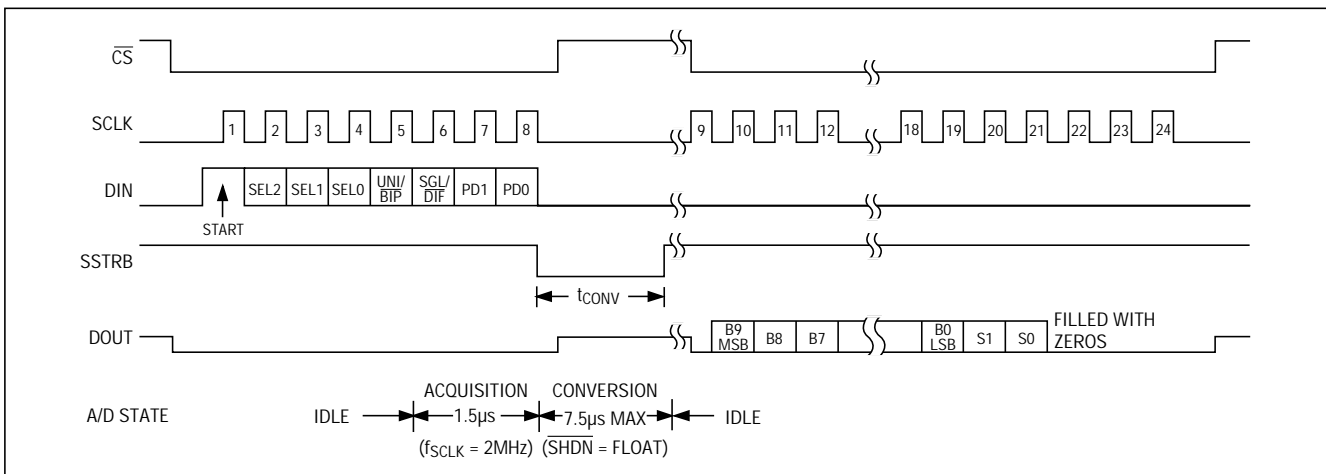 CS
SCLK
1 2 3 4 5 6 7 8 9 10 11 12 18 19 20 21 22 23 24
DIN
SEL2 SEL1 SEL0 UNI/BIP SGL/DIF PD1 PD0
START
SSTRB
tCONV
DOUT
B9 MSB B8 B7 B0 LSB S1 S0 FILLED WITH ZEROS
A/D STATE
IDLE ACQUISITION 1.5µs CONVERSION 7.5µs MAX IDLE
(fSCLK = 2MHz) (SHDN = FLOAT)